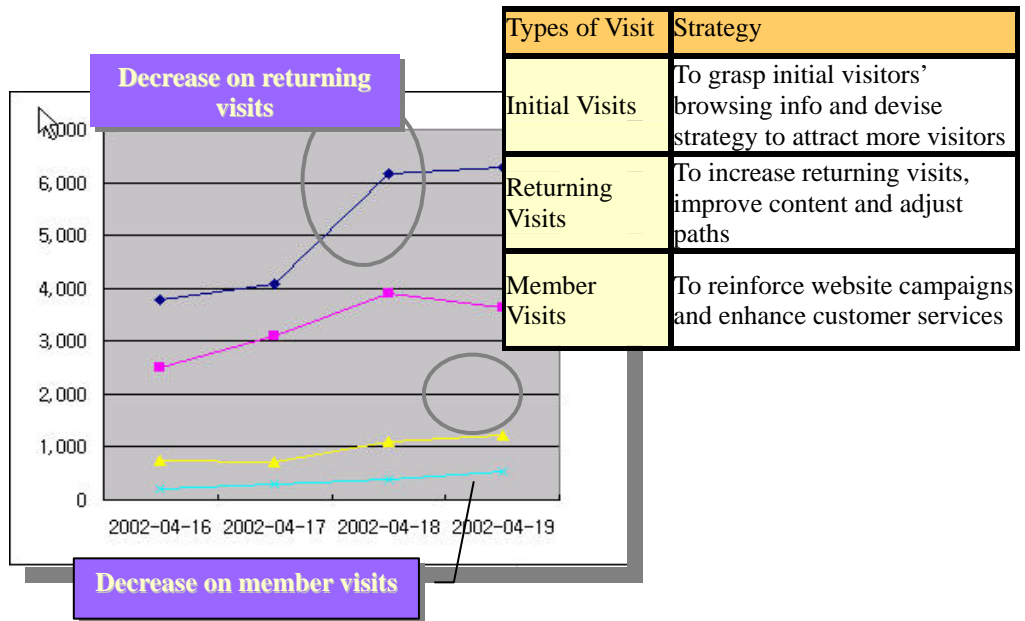 Types of Visit Strategy
Initial Visits
To grasp initial visitors'
browsing info and devise
strategy to attract more visitors
Returning
Visits
To increase returning visits,
improve content and adjust
paths
Member
Visits
To reinforce website campaigns
and enhance customer services
Decrease on returning
visits
,000
6,000
5,000
4,000
3,000
2,000
1,000
0
2002-04-16 2002-04-17 2002-04-18 2002-04-19
Decrease on member visits